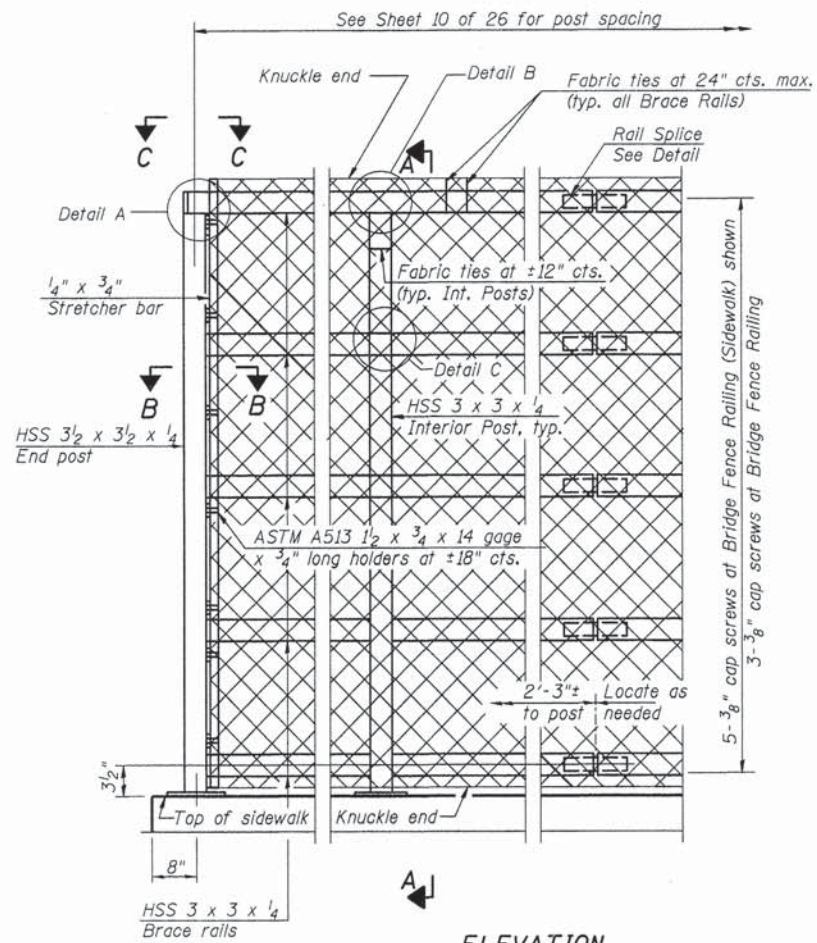 See Sheet 10 of 26 for post spacing
Knuckle end
Detail B
Fabric ties at 24" cts. max.
(typ. all Brace Rails)
C
C
A
Rail Splice
See Detail
Detail A
1/4" x 3/4"
Stretcher bar
Fabric ties at ±12" cts.
(typ. Int. Posts)
Detail C
B
B
HSS 3 x 3 x 1/4
Interior Post, typ.
HSS 3 1/2 x 3 1/2 x 1/4
End post
ASTM A513 1 1/2 x 3/4 x 14 gage
x 3/4" long holders at ±18" cts.
5-3/8" cap screws at Bridge Fence Railing (Sidewalk) shown
3-3/8" cap screws at Bridge Fence Railing
2'-3"±
to post
Locate as
needed
3 1/2"
Top of sidewalk
Knuckle end
8"
A
HSS 3 x 3 x 1/4
Brace rails
ELEVATION